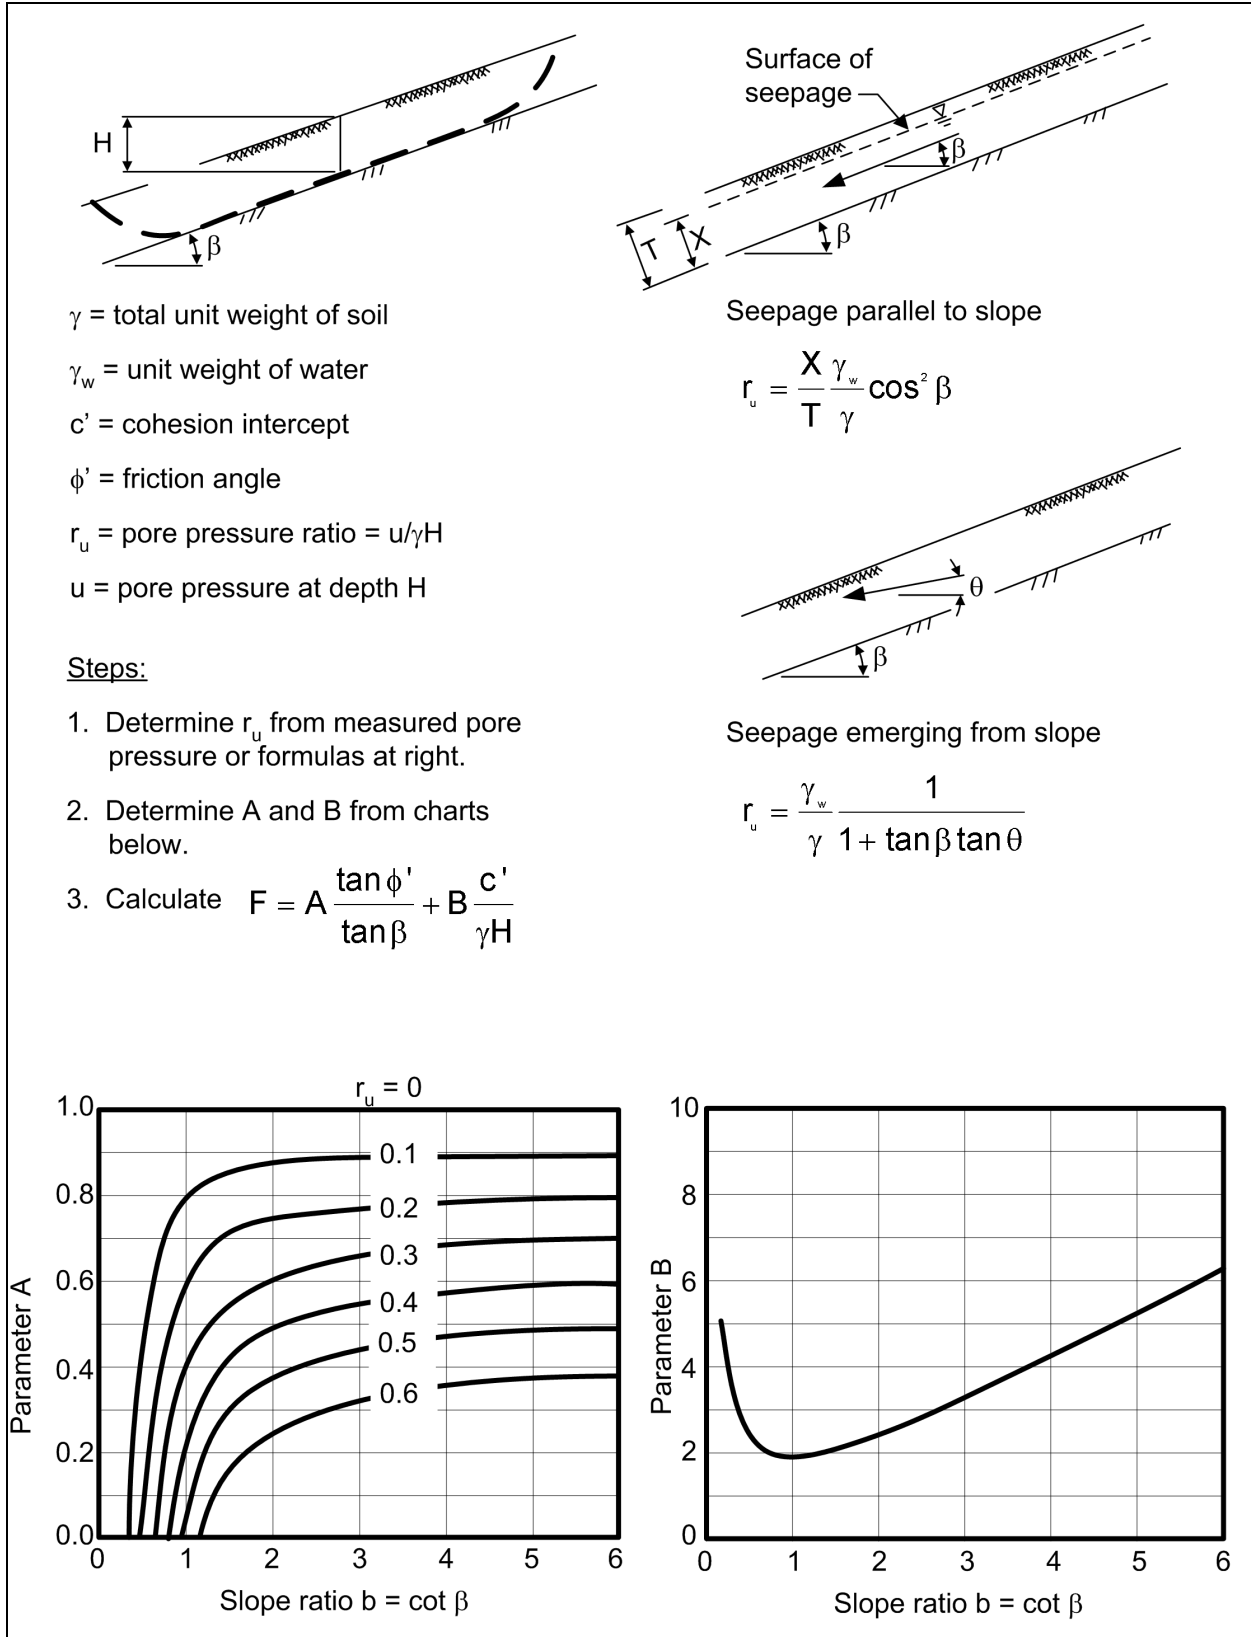 H
β
γ = total unit weight of soil
γw = unit weight of water
c’ = cohesion intercept
ϕ’ = friction angle
ru = pore pressure ratio = u/γH
u = pore pressure at depth H
Steps:
1. Determine ru from measured pore
pressure or formulas at right.
2. Determine A and B from charts
below.
3. Calculate F = A tan ϕ' / tan β + B c' / γH
Surface of
seepage
β
T
X
β
Seepage parallel to slope
ru = X/T γw/γ cos² β
θ
β
Seepage emerging from slope
ru = γw/γ 1/(1 + tan β tan θ)
ru = 0
0.1
0.2
0.3
0.4
0.5
0.6
1.0
0.8
0.6
0.4
0.2
0.0
Parameter A
0 1 2 3 4 5 6
Slope ratio b = cot β
10
8
6
4
2
0
Parameter B
0 1 2 3 4 5 6
Slope ratio b = cot β